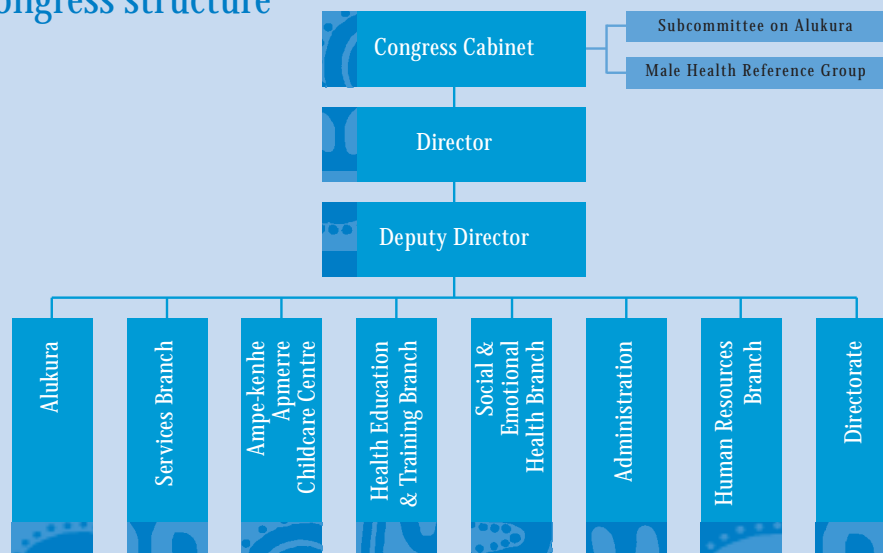 ongress structure
Congress Cabinet
Subcommittee on Alukura
Male Health Reference Group
Director
Deputy Director
Alukura
Services Branch
Ampe-kenhe
Apmerre
Childcare Centre
Health Education
& Training Branch
Social &
Emotional
Health Branch
Administration
Human Resources
Branch
Directorate